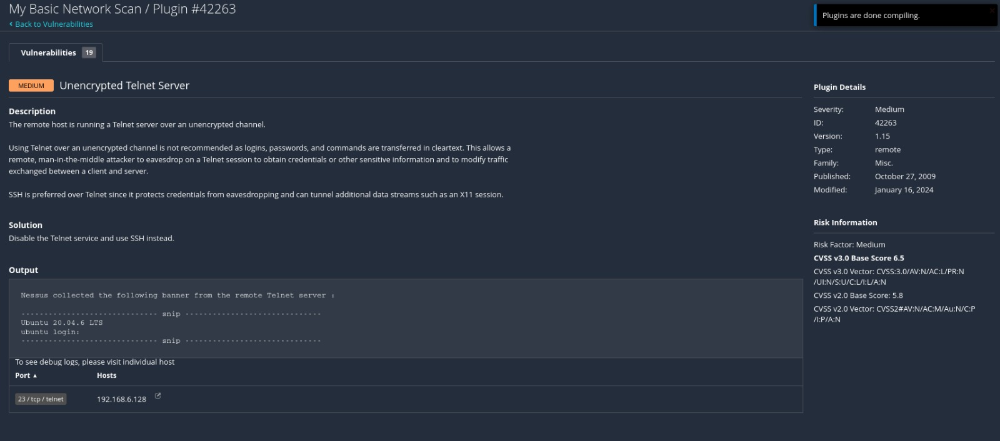 My Basic Network Scan / Plugin #42263
Plugins are done compiling.
‹ Back to Vulnerabilities
Vulnerabilities 19
MEDIUM Unencrypted Telnet Server
Description
The remote host is running a Telnet server over an unencrypted channel.
Using Telnet over an unencrypted channel is not recommended as logins, passwords, and commands are transferred in cleartext. This allows a
remote, man-in-the-middle attacker to eavesdrop on a Telnet session to obtain credentials or other sensitive information and to modify traffic
exchanged between a client and server.
SSH is preferred over Telnet since it protects credentials from eavesdropping and can tunnel additional data streams such as an X11 session.
Solution
Disable the Telnet service and use SSH instead.
Output
Nessus collected the following banner from the remote Telnet server :
------------------------------ snip ------------------------------
Ubuntu 20.04.6 LTS
ubuntu login:
------------------------------ snip ------------------------------
To see debug logs, please visit individual host
Port ▲ Hosts
23 / tcp / telnet 192.168.6.128
Plugin Details
Severity: Medium
ID: 42263
Version: 1.15
Type: remote
Family: Misc.
Published: October 27, 2009
Modified: January 16, 2024
Risk Information
Risk Factor: Medium
CVSS v3.0 Base Score 6.5
CVSS v3.0 Vector: CVSS:3.0/AV:N/AC:L/PR:N
/UI:N/S:U/C:L/I:L/A:N
CVSS v2.0 Base Score: 5.8
CVSS v2.0 Vector: CVSS2#AV:N/AC:M/Au:N/C:P
/I:P/A:N